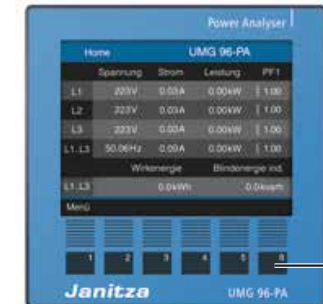 Power Analyser
Home UMG 96-PA
Spannung Strom Leistung PF1
L1 223V 0.03A 0.00kW 1.00
L2 223V 0.03A 0.00kW 1.00
L3 223V 0.03A 0.00kW 1.00
L1..L3 50.06Hz 0.09A 0.00kW 1.00
Wirkenergie Blindenergie ind.
L1..L3 0.0kWh 0.0kvarh
Menü
1 2 3 4 5 6
Janitza UMG 96-PA